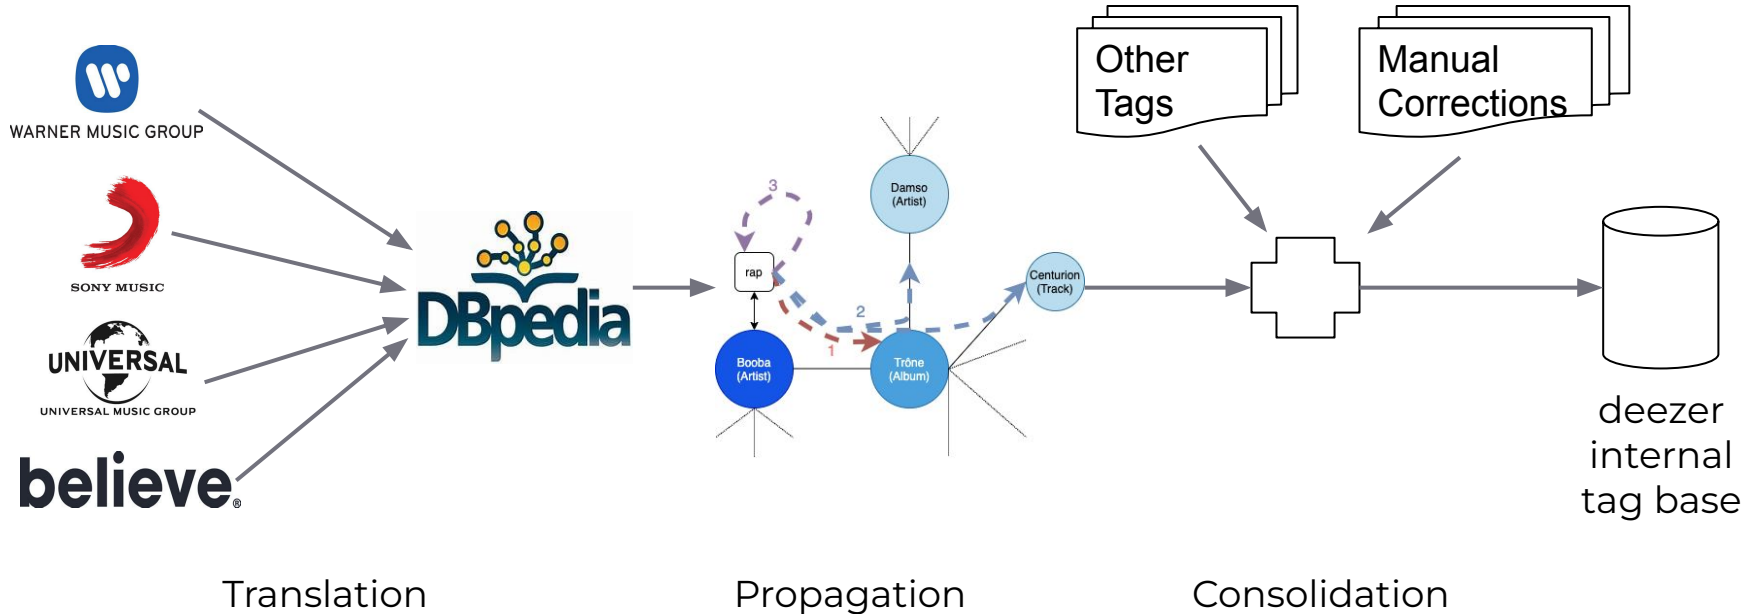 WARNER MUSIC GROUP
SONY MUSIC
UNIVERSAL
UNIVERSAL MUSIC GROUP
believe®
DBpedia
3
rap
2
1
Booba
(Artist)
Damso
(Artist)
Trône
(Album)
Centurion
(Track)
Other
Tags
Manual
Corrections
deezer
internal
tag base
Translation
Propagation
Consolidation